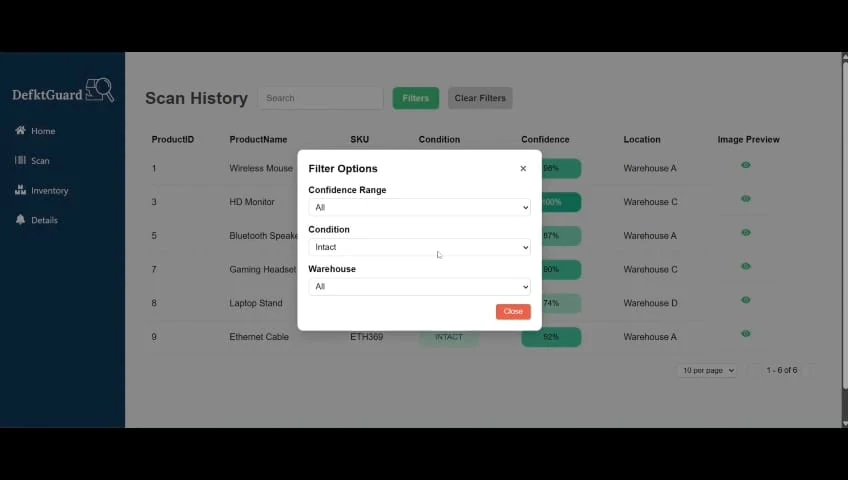 DefktGuard
Home
Scan
Inventory
Details
Scan History
Search
Filters
Clear Filters
ProductID ProductName SKU Condition Confidence Location Image Preview
1 Wireless Mouse 98% Warehouse A
3 HD Monitor 100% Warehouse C
5 Bluetooth Speake 87% Warehouse A
7 Gaming Headset 90% Warehouse C
8 Laptop Stand 74% Warehouse D
9 Ethernet Cable ETH369 INTACT 92% Warehouse A
10 per page 1 - 6 of 6
Filter Options ×
Confidence Range
All
Condition
Intact
Warehouse
All
Close